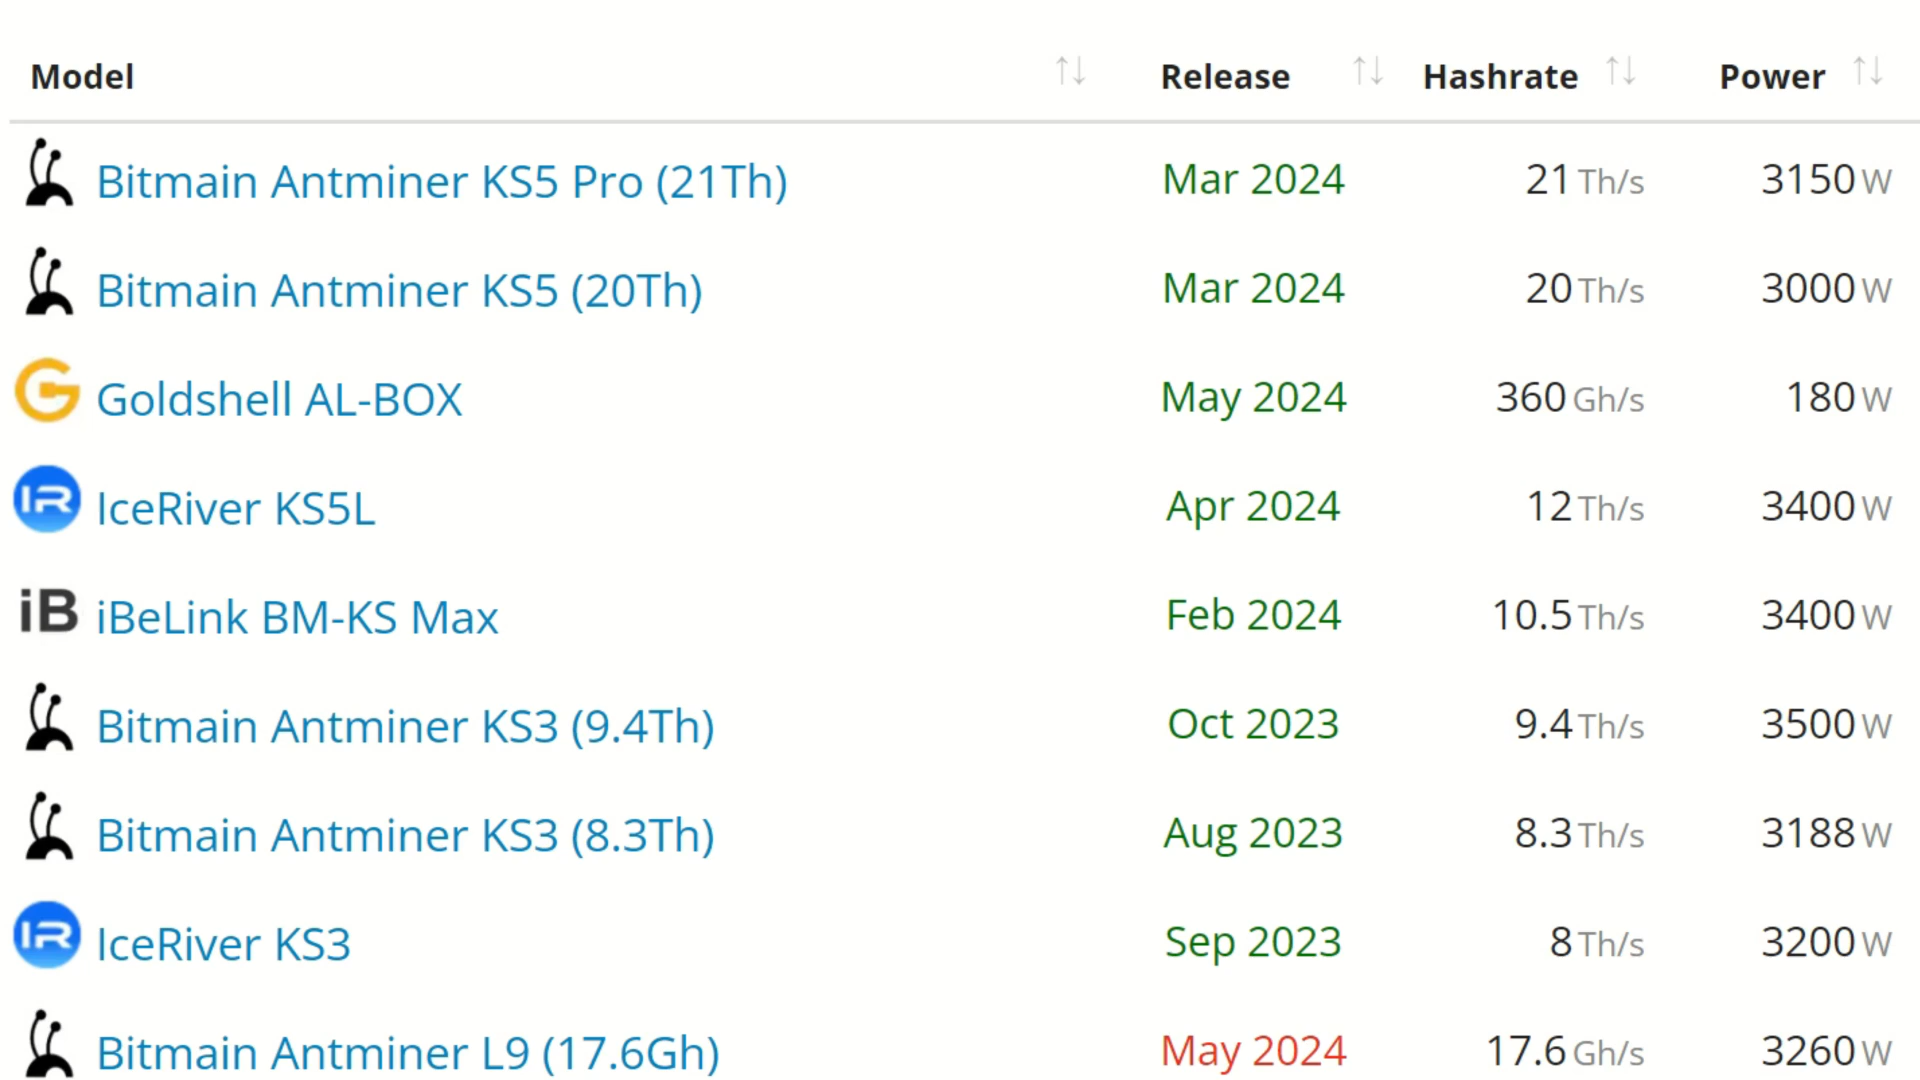 Model Release Hashrate Power
Bitmain Antminer KS5 Pro (21Th) Mar 2024 21 Th/s 3150 W
Bitmain Antminer KS5 (20Th) Mar 2024 20 Th/s 3000 W
Goldshell AL-BOX May 2024 360 Gh/s 180 W
IR IceRiver KS5L Apr 2024 12 Th/s 3400 W
iB iBeLink BM-KS Max Feb 2024 10.5 Th/s 3400 W
Bitmain Antminer KS3 (9.4Th) Oct 2023 9.4 Th/s 3500 W
Bitmain Antminer KS3 (8.3Th) Aug 2023 8.3 Th/s 3188 W
IR IceRiver KS3 Sep 2023 8 Th/s 3200 W
Bitmain Antminer L9 (17.6Gh) May 2024 17.6 Gh/s 3260 W